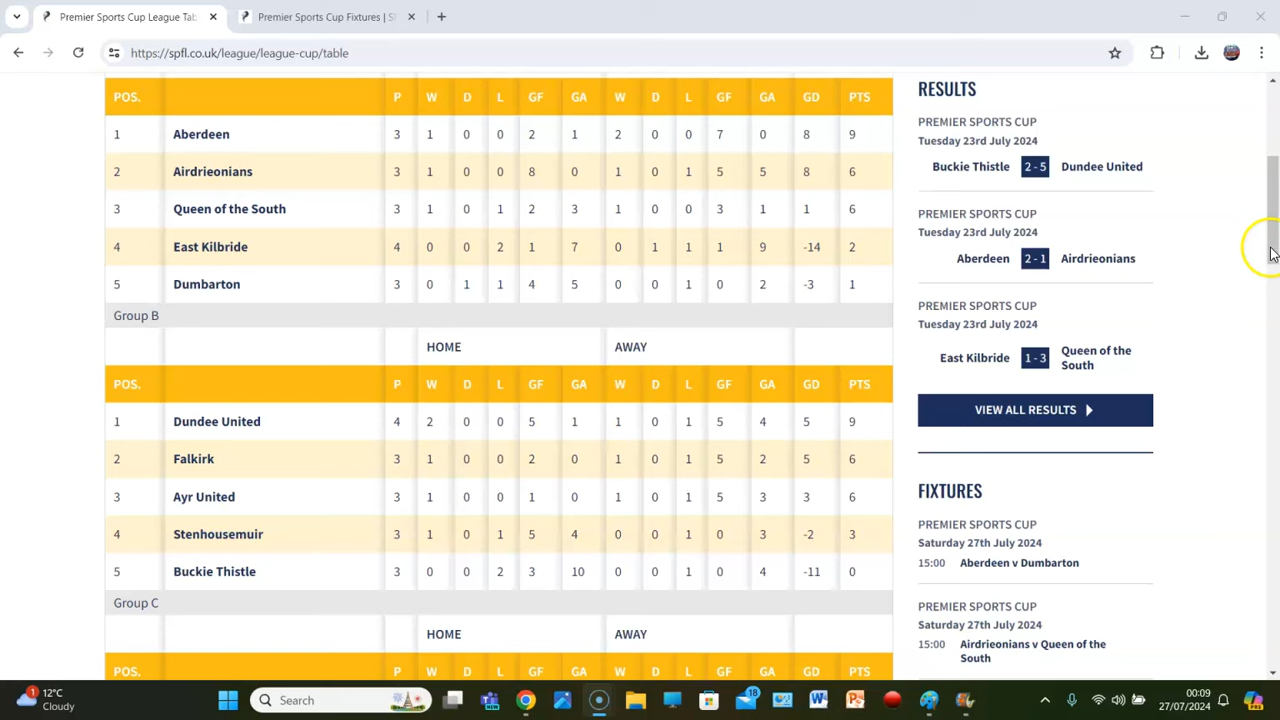 Premier Sports Cup League Tab
Premier Sports Cup Fixtures | S
https://spfl.co.uk/league/league-cup/table
POS. P W D L GF GA W D L GF GA GD PTS
1 Aberdeen 3 1 0 0 2 1 2 0 0 7 0 8 9
2 Airdrieonians 3 1 0 0 8 0 1 0 1 5 5 8 6
3 Queen of the South 3 1 0 1 2 3 1 0 0 3 1 1 6
4 East Kilbride 4 0 0 2 1 7 0 1 1 1 9 -14 2
5 Dumbarton 3 0 1 1 4 5 0 0 1 0 2 -3 1
Group B
HOME AWAY
POS. P W D L GF GA W D L GF GA GD PTS
1 Dundee United 4 2 0 0 5 1 1 0 1 5 4 5 9
2 Falkirk 3 1 0 0 2 0 1 0 1 5 2 5 6
3 Ayr United 3 1 0 0 1 0 1 0 1 5 3 3 6
4 Stenhousemuir 3 1 0 1 5 4 0 0 1 0 3 -2 3
5 Buckie Thistle 3 0 0 2 3 10 0 0 1 0 4 -11 0
Group C
HOME AWAY
POS. P W D L GF GA W D L GF GA GD PTS
RESULTS
PREMIER SPORTS CUP
Tuesday 23rd July 2024
Buckie Thistle 2 - 5 Dundee United
PREMIER SPORTS CUP
Tuesday 23rd July 2024
Aberdeen 2 - 1 Airdrieonians
PREMIER SPORTS CUP
Tuesday 23rd July 2024
East Kilbride 1 - 3 Queen of the
South
VIEW ALL RESULTS
FIXTURES
PREMIER SPORTS CUP
Saturday 27th July 2024
15:00 Aberdeen v Dumbarton
PREMIER SPORTS CUP
Saturday 27th July 2024
15:00 Airdrieonians v Queen of the
South
1
12°C
Cloudy
Search
18
00:09
27/07/2024